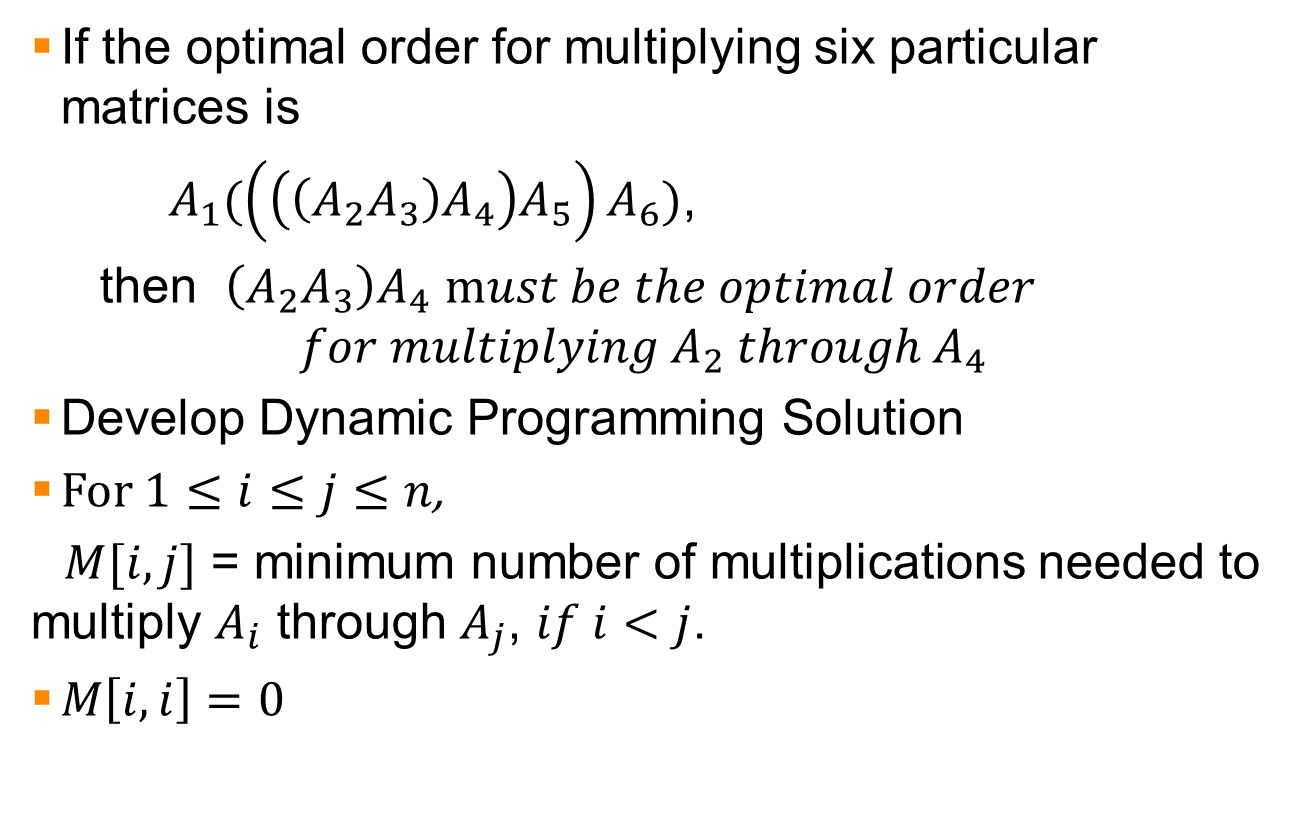 ▪ If the optimal order for multiplying six particular
matrices is
A₁((((A₂A₃)A₄)A₅) A₆),
then (A₂A₃)A₄ must be the optimal order
for multiplying A₂ through A₄
▪ Develop Dynamic Programming Solution
▪ For 1 ≤ i ≤ j ≤ n,
M[i,j] = minimum number of multiplications needed to
multiply Aᵢ through Aⱼ, if i < j.
▪ M[i, i] = 0